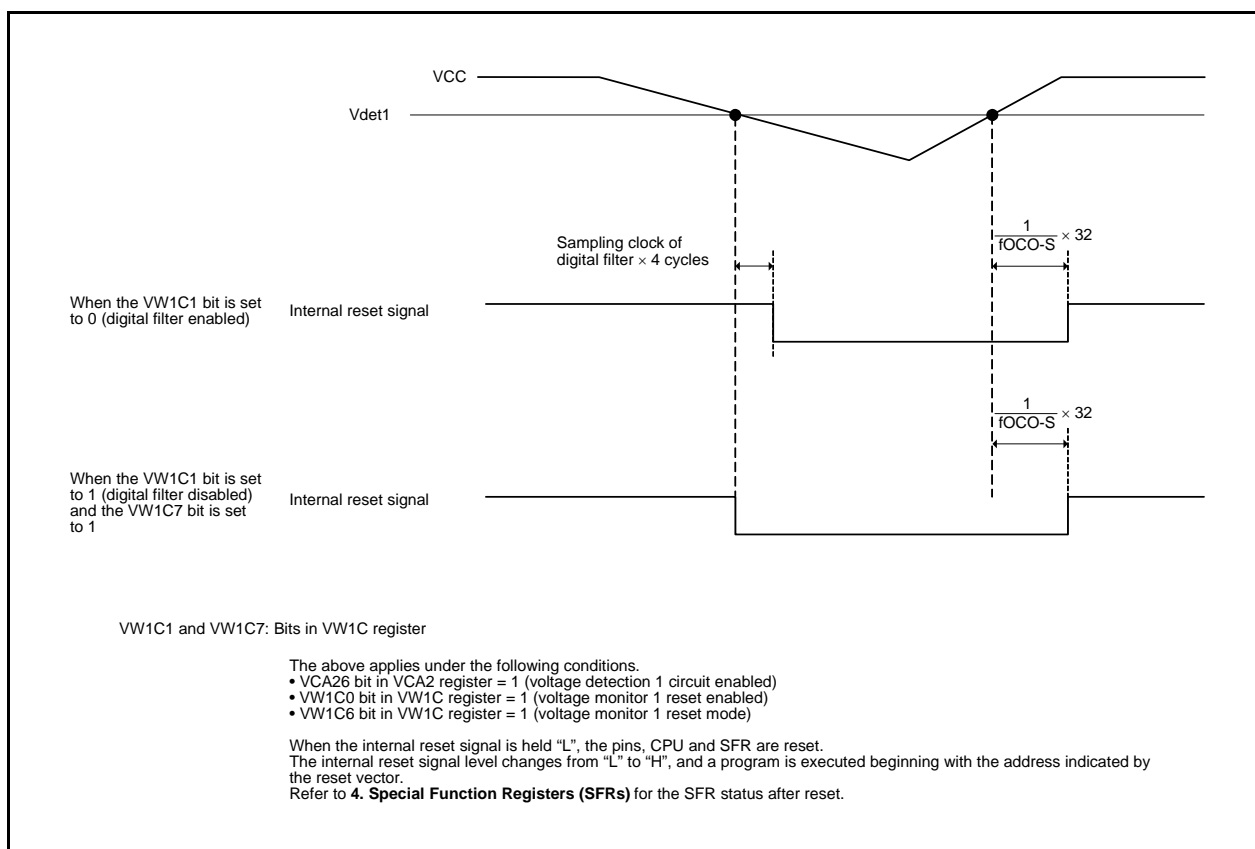 VCC
Vdet1
Sampling clock of
digital filter × 4 cycles
1
fOCO-S
× 32
When the VW1C1 bit is set
to 0 (digital filter enabled)
Internal reset signal
1
fOCO-S
× 32
When the VW1C1 bit is set
to 1 (digital filter disabled)
and the VW1C7 bit is set
to 1
Internal reset signal
VW1C1 and VW1C7: Bits in VW1C register
The above applies under the following conditions.
• VCA26 bit in VCA2 register = 1 (voltage detection 1 circuit enabled)
• VW1C0 bit in VW1C register = 1 (voltage monitor 1 reset enabled)
• VW1C6 bit in VW1C register = 1 (voltage monitor 1 reset mode)
When the internal reset signal is held “L”, the pins, CPU and SFR are reset.
The internal reset signal level changes from “L” to “H”, and a program is executed beginning with the address indicated by
the reset vector.
Refer to 4. Special Function Registers (SFRs) for the SFR status after reset.